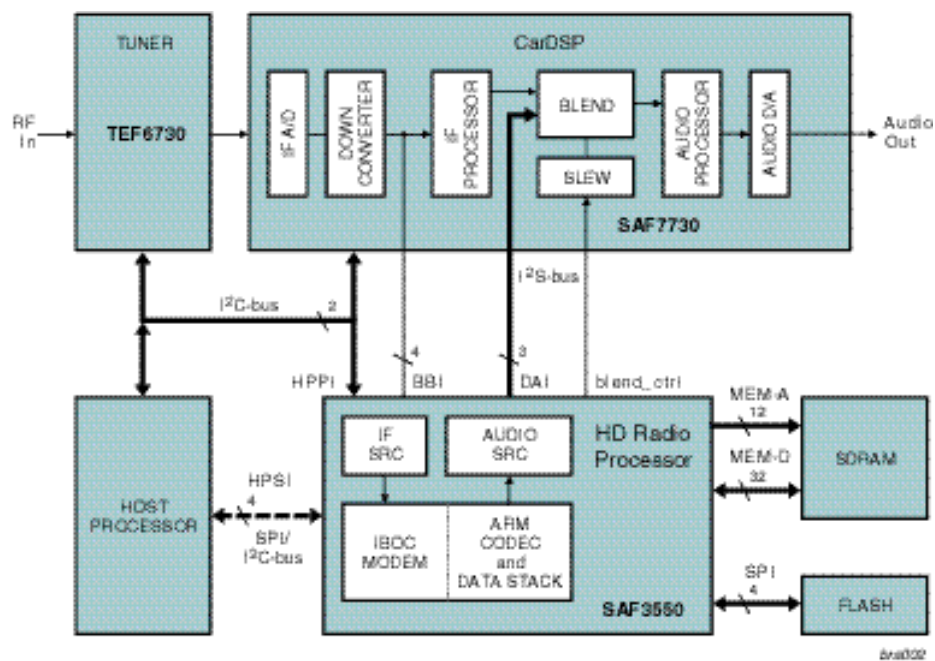 TUNER
CarDSP
RF
In
TEF6730
IF A/D
DOWN
CONVERTER
IF
PROCESSOR
BLEND
SLEW
AUDIO
PROCESSOR
AUDIO D/A
Audio
Out
SAF7730
I²S-bus
I²C-bus
2
4
3
HPPI
BBI
DAI
blend_ctrl
MEM-A
12
IF
SRC
AUDIO
SRC
HD Radio
Processor
SDRAM
MEM-D
32
HOST
PROCESSOR
HPSI
4
SPI/
I²C-bus
IBOC
MODEM
ARM
CODEC
and
DATA STACK
SPI
4
SAF3550
FLASH